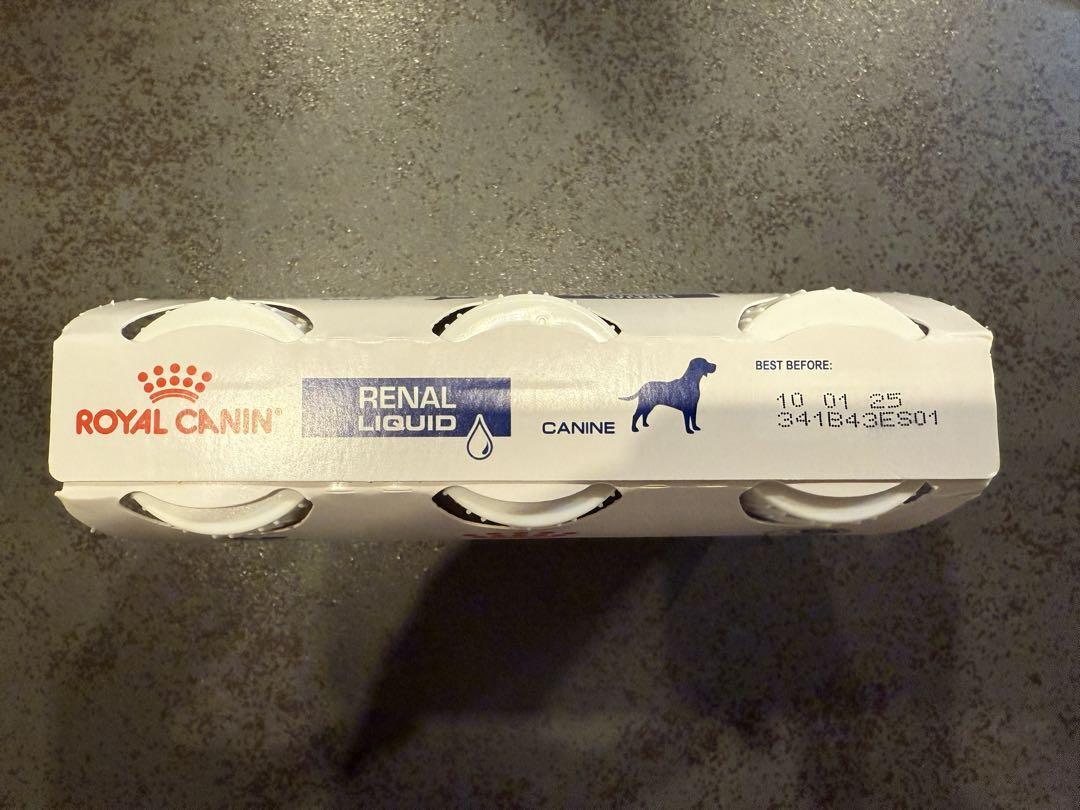 ROYAL CANIN®
RENAL
LIQUID
CANINE
BEST BEFORE:
10 01 25
341B43ES01